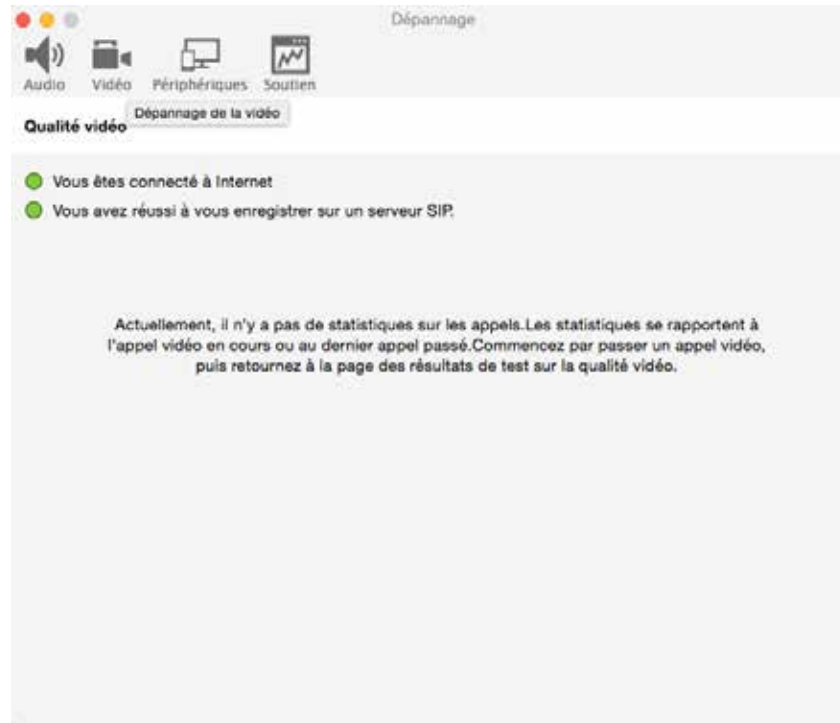 Dépannage
Audio Vidéo Périphériques Soutien
Dépannage de la vidéo
Qualité vidéo
Vous êtes connecté à Internet
Vous avez réussi à vous enregistrer sur un serveur SIP.
Actuellement, il n'y a pas de statistiques sur les appels.Les statistiques se rapportent à
l'appel vidéo en cours ou au dernier appel passé.Commencez par passer un appel vidéo,
puis retournez à la page des résultats de test sur la qualité vidéo.